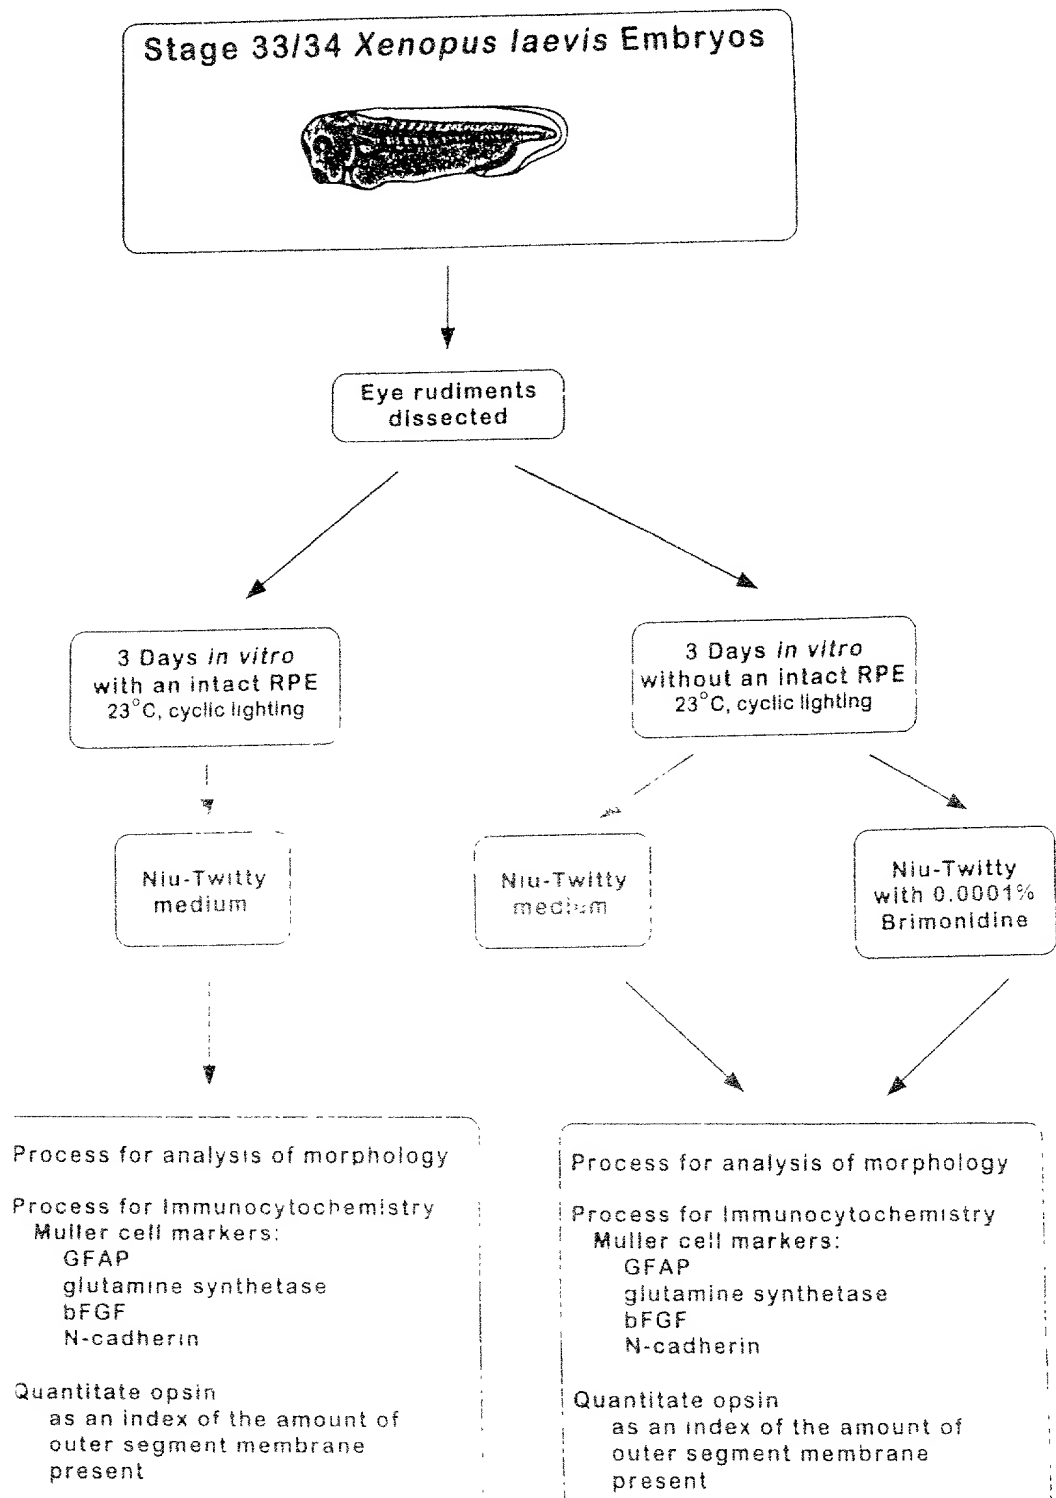 Stage 33/34 Xenopus laevis Embryos
Eye rudiments
dissected
3 Days in vitro
with an intact RPE
23°C, cyclic lighting
3 Days in vitro
without an intact RPE
23°C, cyclic lighting
Niu-Twitty
medium
Niu-Twitty
medium
Niu-Twitty
with 0.0001%
Brimonidine
Process for analysis of morphology
Process for Immunocytochemistry
Muller cell markers:
GFAP
glutamine synthetase
bFGF
N-cadherin
Quantitate opsin
as an index of the amount of
outer segment membrane
present
Process for analysis of morphology
Process for Immunocytochemistry
Muller cell markers:
GFAP
glutamine synthetase
bFGF
N-cadherin
Quantitate opsin
as an index of the amount of
outer segment membrane
present